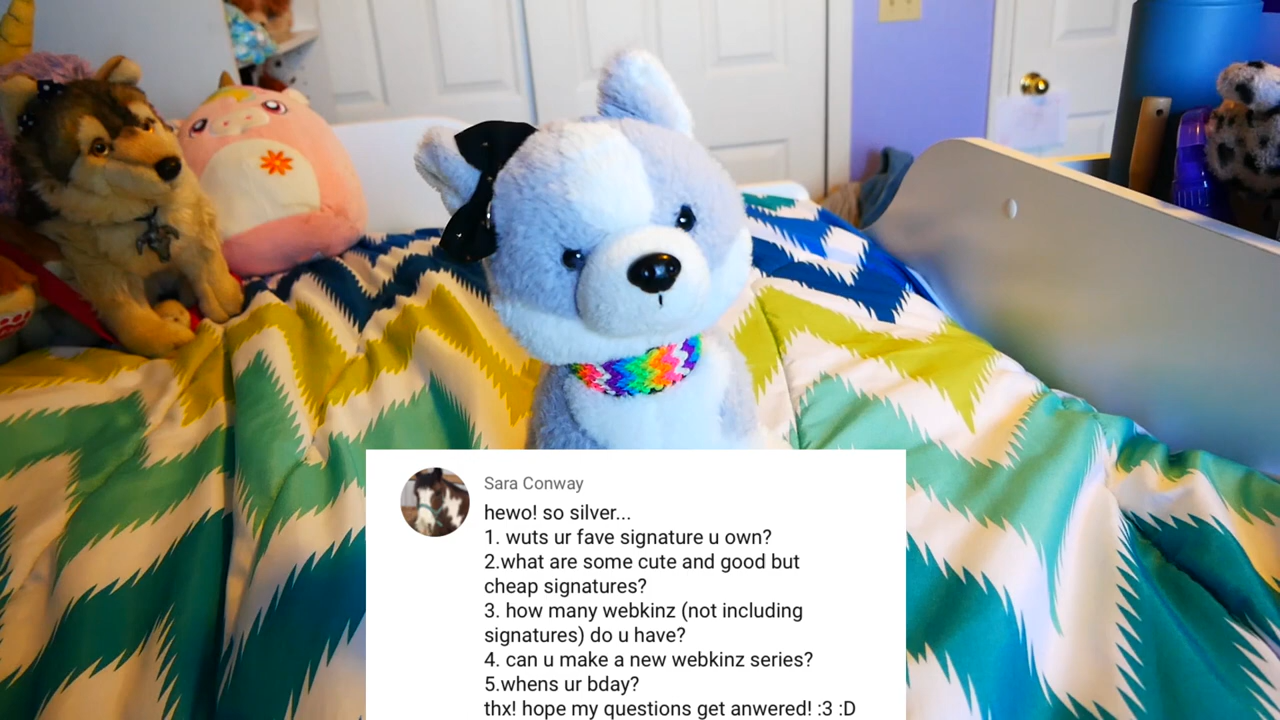 Sara Conway
hewo! so silver...
1. wuts ur fave signature u own?
2.what are some cute and good but
cheap signatures?
3. how many webkinz (not including
signatures) do u have?
4. can u make a new webkinz series?
5.whens ur bday?
thx! hope my questions get anwered! :3 :D